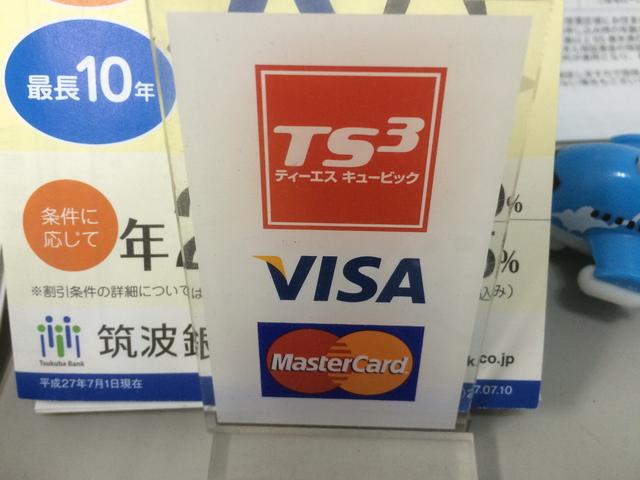 最長10年
TS3
ティーエス キュービック
VISA
MasterCard
条件に
応じて
年2
%
5%
※割引条件の詳細については
込み)
Tsukuba Bank
筑波銀
k.co.jp
平成27年7月1日現在
7.07.10